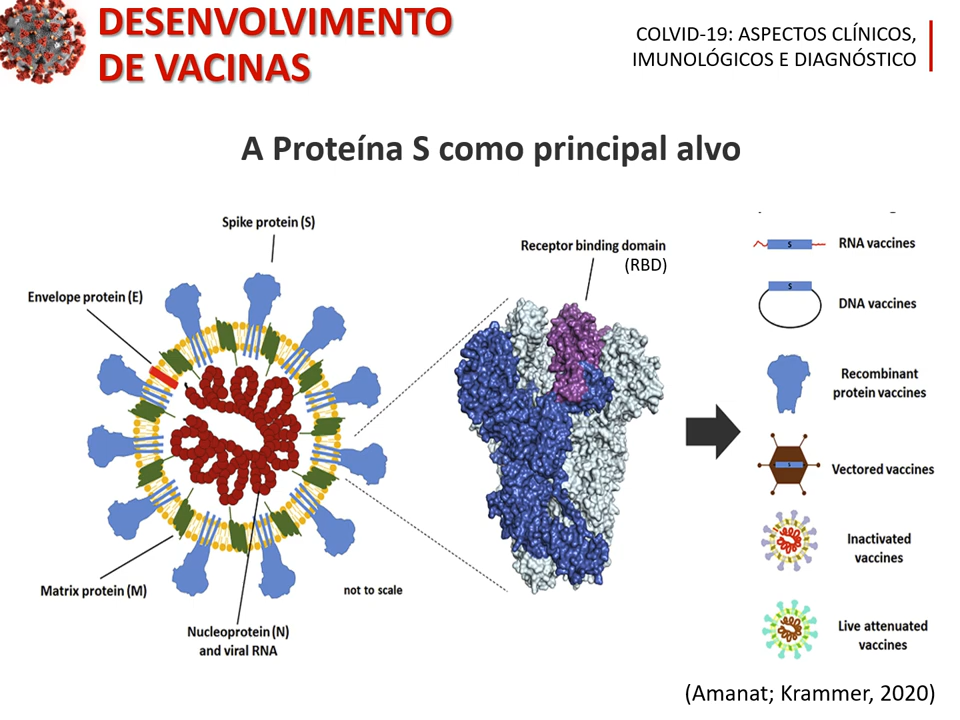 DESENVOLVIMENTO
DE VACINAS
COLVID-19: ASPECTOS CLÍNICOS,
IMUNOLÓGICOS E DIAGNÓSTICO
A Proteína S como principal alvo
Spike protein (S)
Envelope protein (E)
Matrix protein (M)
Nucleoprotein (N)
and viral RNA
not to scale
Receptor binding domain
(RBD)
S
RNA vaccines
S
DNA vaccines
Recombinant
protein vaccines
S
Vectored vaccines
Inactivated
vaccines
Live attenuated
vaccines
(Amanat; Krammer, 2020)